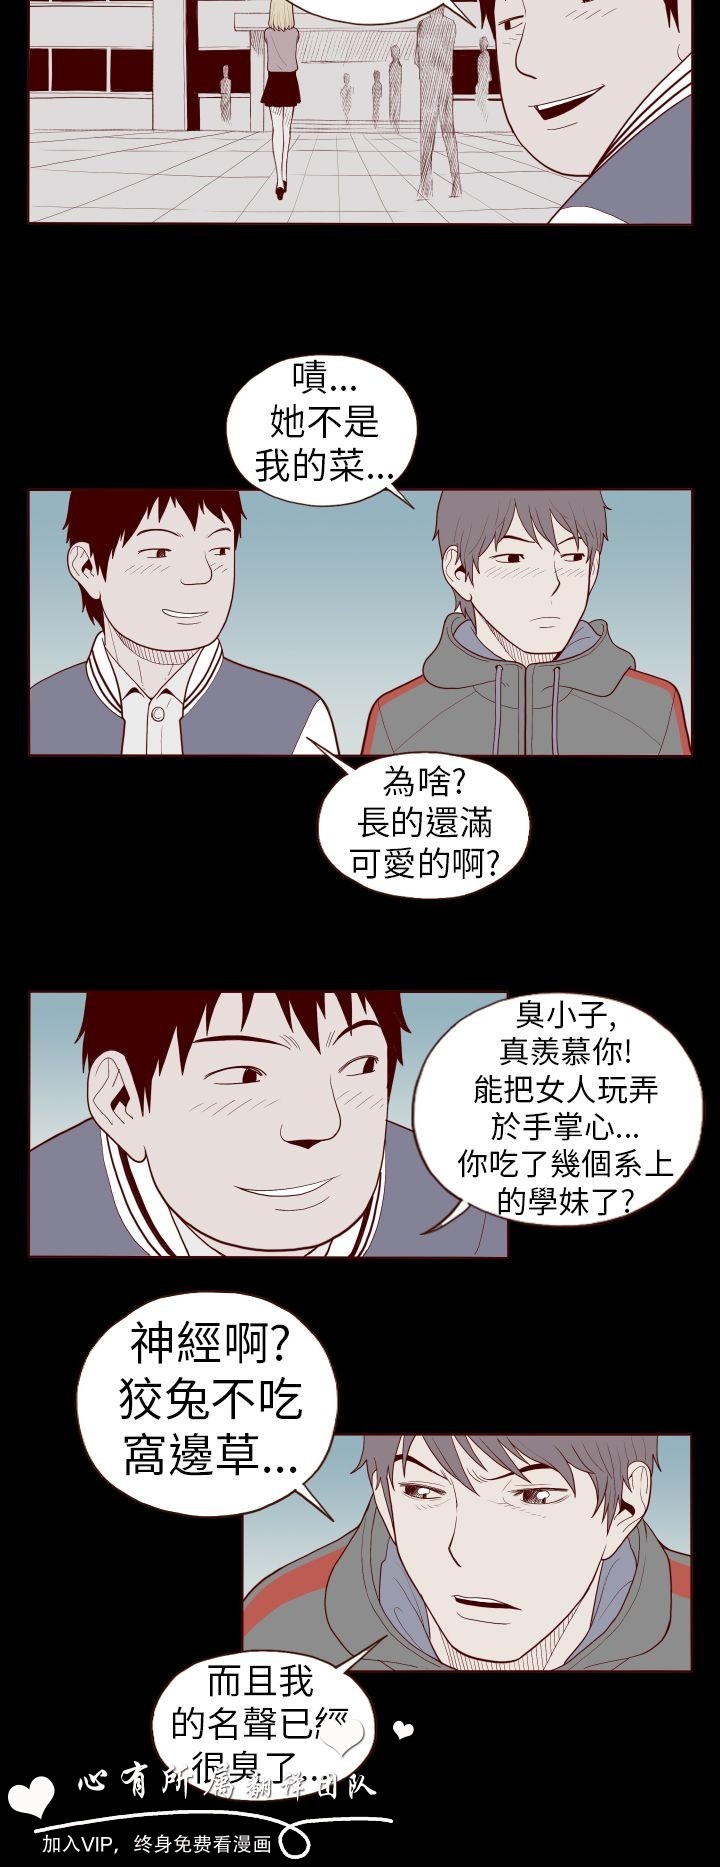 嘖...
她不是
我的菜...
為啥?
長的還滿
可愛的啊?
臭小子,
真羨慕你!
能把女人玩弄
於手掌心...
你吃了幾個系上
的學妹了?
神經啊?
狡兔不吃
窩邊草...
而且我
的名聲已經
很臭了...
心有所属翻译团队
加入VIP，终身免费看漫画